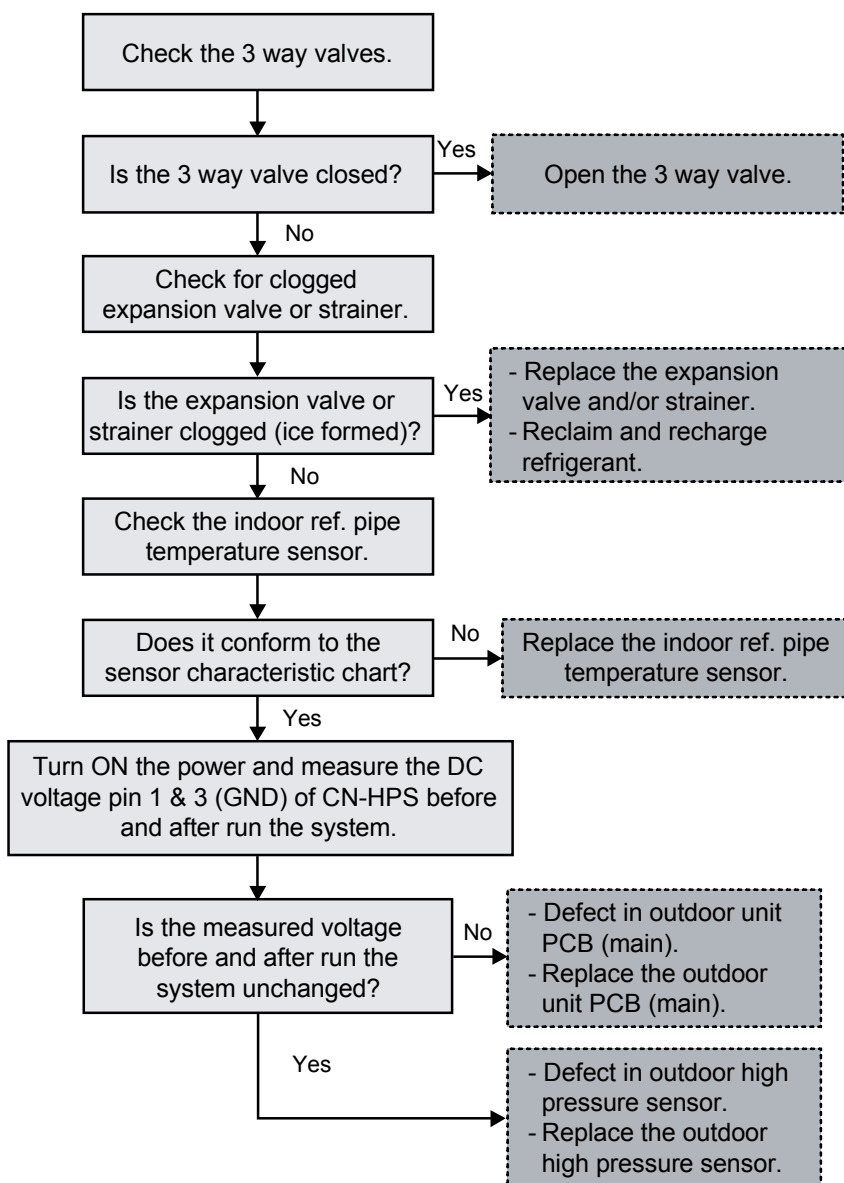 Check the 3 way valves.
Is the 3 way valve closed?
Yes
Open the 3 way valve.
No
Check for clogged
expansion valve or strainer.
Is the expansion valve or
strainer clogged (ice formed)?
Yes
- Replace the expansion
valve and/or strainer.
- Reclaim and recharge
refrigerant.
No
Check the indoor ref. pipe
temperature sensor.
Does it conform to the
sensor characteristic chart?
No
Replace the indoor ref. pipe
temperature sensor.
Yes
Turn ON the power and measure the DC
voltage pin 1 & 3 (GND) of CN-HPS before
and after run the system.
Is the measured voltage
before and after run the
system unchanged?
No
- Defect in outdoor unit
PCB (main).
- Replace the outdoor
unit PCB (main).
Yes
- Defect in outdoor high
pressure sensor.
- Replace the outdoor
high pressure sensor.